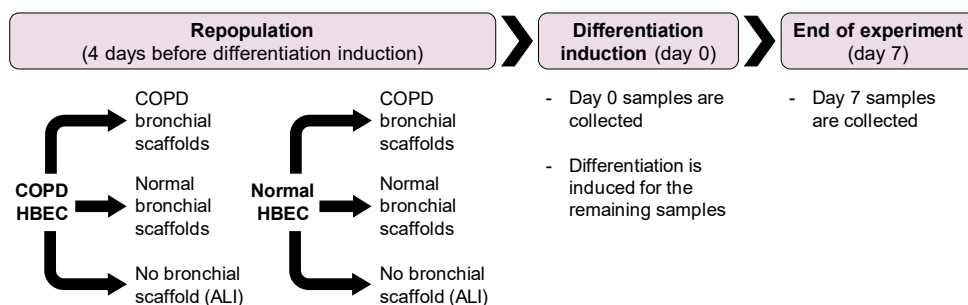 Repopulation
(4 days before differentiation induction)
Differentiation
induction (day 0)
End of experiment
(day 7)
COPD
HBEC
COPD
bronchial
scaffolds
Normal
bronchial
scaffolds
No bronchial
scaffold (ALI)
Normal
HBEC
COPD
bronchial
scaffolds
Normal
bronchial
scaffolds
No bronchial
scaffold (ALI)
- Day 0 samples are
collected
- Differentiation is
induced for the
remaining samples
- Day 7 samples
are collected